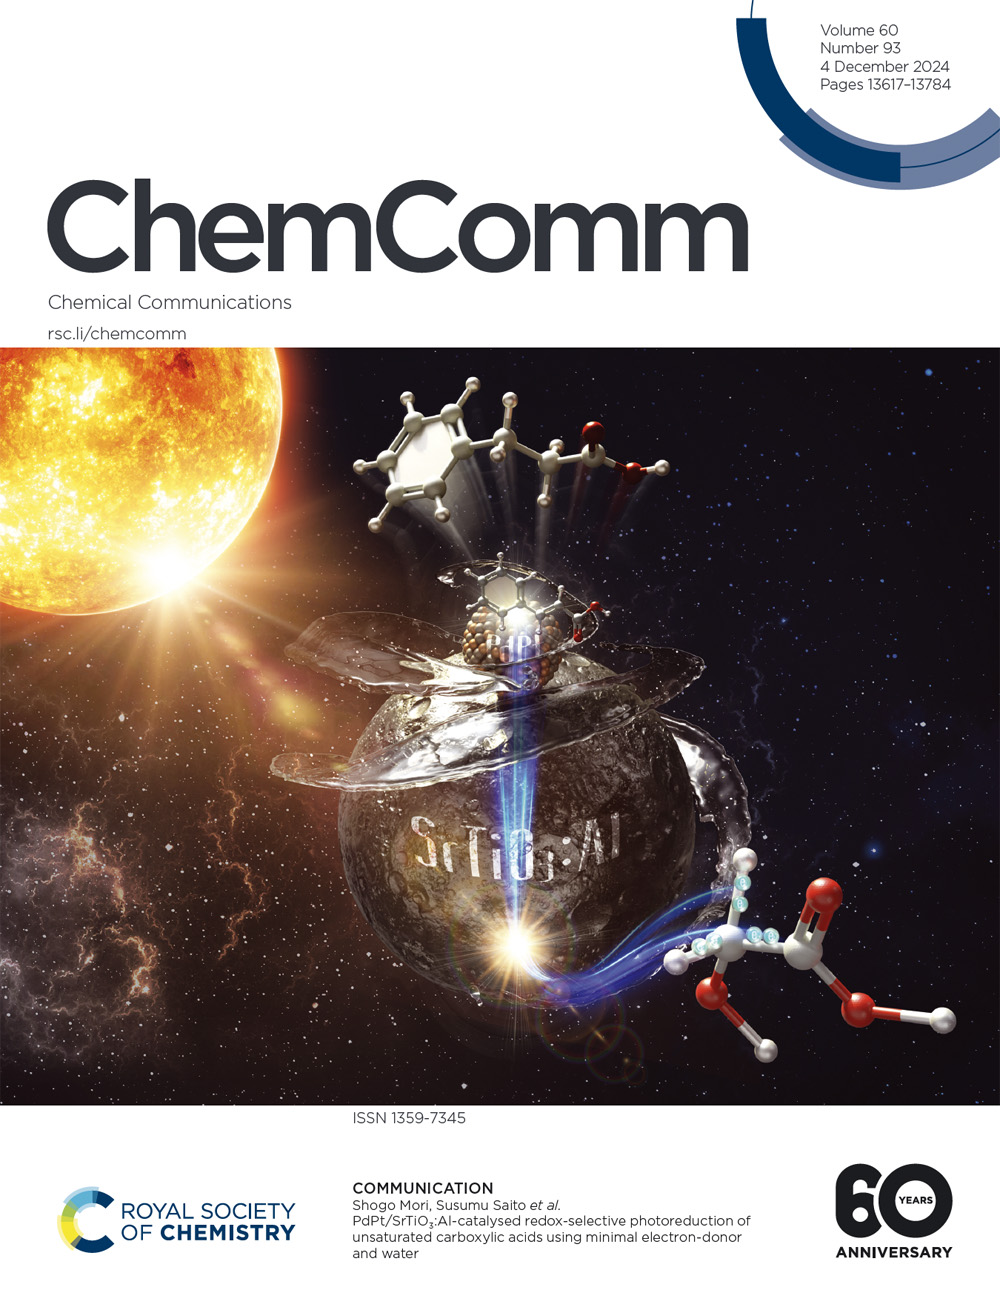 Volume 60
Number 93
4 December 2024
Pages 13617–13784
ChemComm
Chemical Communications
rsc.li/chemcomm
PdPt
SrTiO₃:Al
ISSN 1359-7345
COMMUNICATION
Shogo Mori, Susumu Saito et al.
PdPt/SrTiO₃:Al-catalysed redox-selective photoreduction of
unsaturated carboxylic acids using minimal electron-donor
and water
ROYAL SOCIETY
OF CHEMISTRY
60
YEARS
ANNIVERSARY